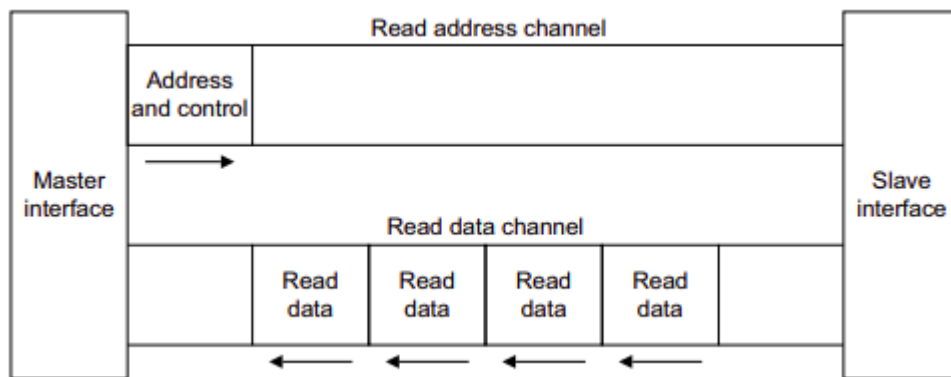 Read address channel
Address
and control
Master
interface
Slave
interface
Read data channel
Read
data
Read
data
Read
data
Read
data